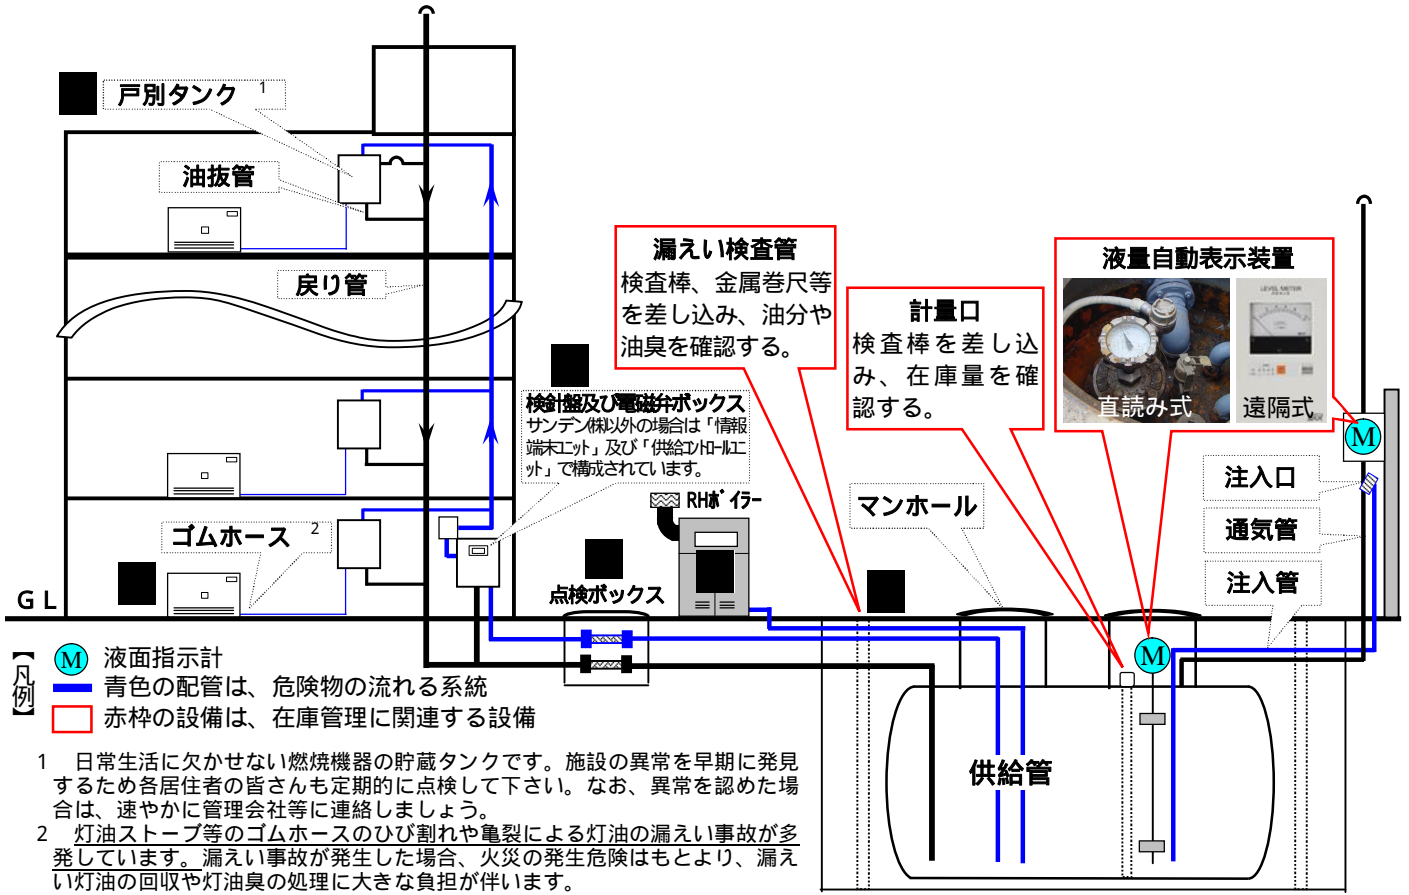 戸別タンク 1
油抜管
戻り管
漏えい検査管
検査棒、金属巻尺等
を差し込み、油分や
油臭を確認する。
計量口
検査棒を差し込
み、在庫量を確
認する。
液量自動表示装置
LEVEL METER
直読み式
遠隔式
M
検針盤及び電磁弁ボックス
サンデン㈱以外の場合は「情報
端末ユニット」及び「供給コントロールユニ
ット」で構成されています。
RHボイラー
マンホール
注入口
通気管
注入管
ゴムホース 2
点検ボックス
GL
M
供給管
【凡例】
M 液面指示計
青色の配管は、危険物の流れる系統
赤枠の設備は、在庫管理に関連する設備
1 日常生活に欠かせない燃焼機器の貯蔵タンクです。施設の異常を早期に発見
するため各居住者の皆さんも定期的に点検して下さい。なお、異常を認めた場
合は、速やかに管理会社等に連絡しましょう。
2 灯油ストーブ等のゴムホースのひび割れや亀裂による灯油の漏えい事故が多
発しています。漏えい事故が発生した場合、火災の発生危険はもとより、漏え
い灯油の回収や灯油臭の処理に大きな負担が伴います。